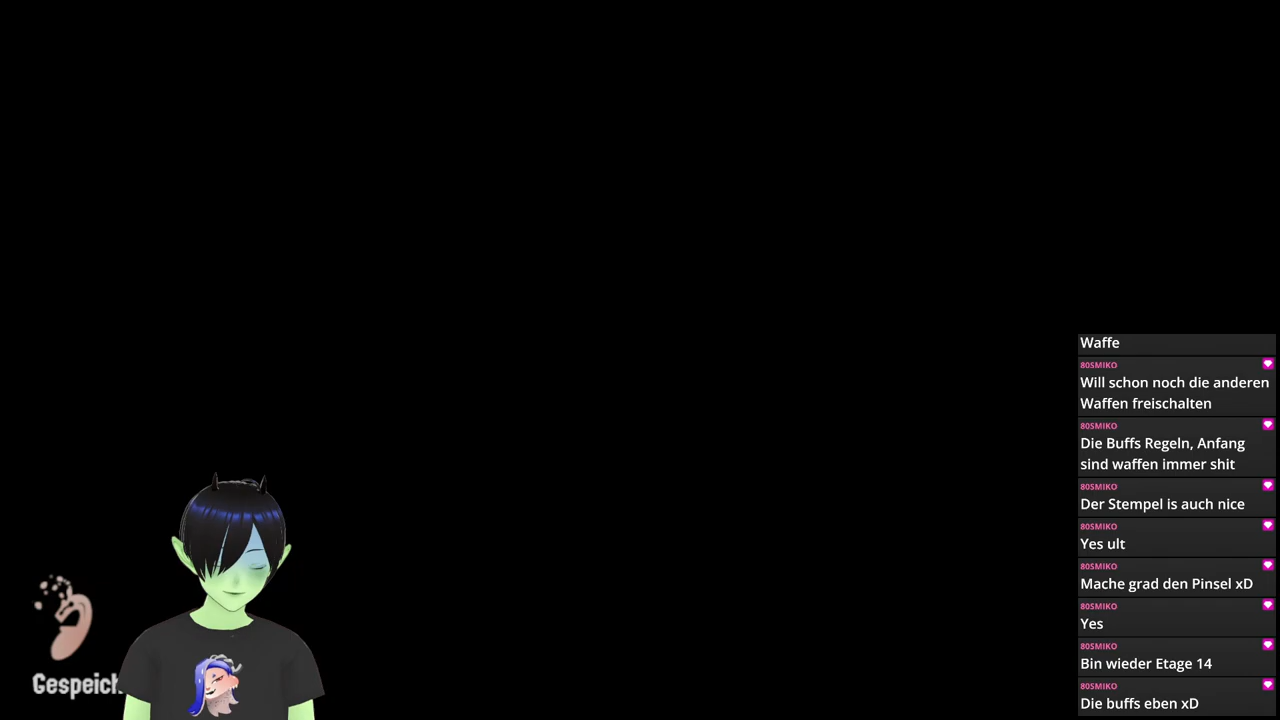 Waffe
80SMIKO
Will schon noch die anderen
Waffen freischalten
80SMIKO
Die Buffs Regeln, Anfang
sind waffen immer shit
80SMIKO
Der Stempel is auch nice
80SMIKO
Yes ult
80SMIKO
Mache grad den Pinsel xD
80SMIKO
Yes
80SMIKO
Bin wieder Etage 14
80SMIKO
Die buffs eben xD
Gespeich